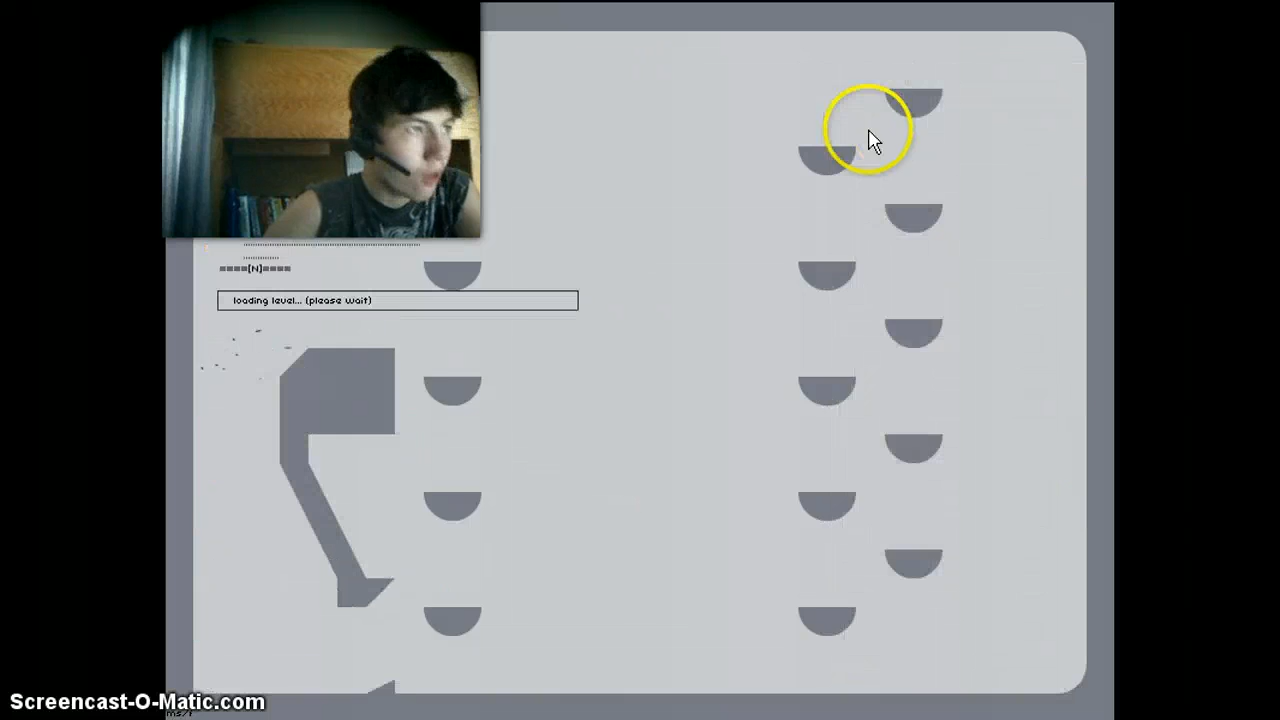 ====[N]====
loading level... (please wait)
Screencast-O-Matic.com